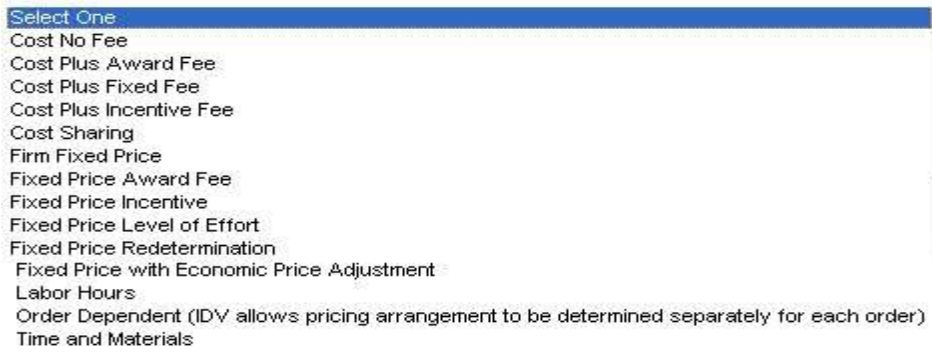 Select One
Cost No Fee
Cost Plus Award Fee
Cost Plus Fixed Fee
Cost Plus Incentive Fee
Cost Sharing
Firm Fixed Price
Fixed Price Award Fee
Fixed Price Incentive
Fixed Price Level of Effort
Fixed Price Redetermination
Fixed Price with Economic Price Adjustment
Labor Hours
Order Dependent (IDV allows pricing arrangement to be determined separately for each order)
Time and Materials